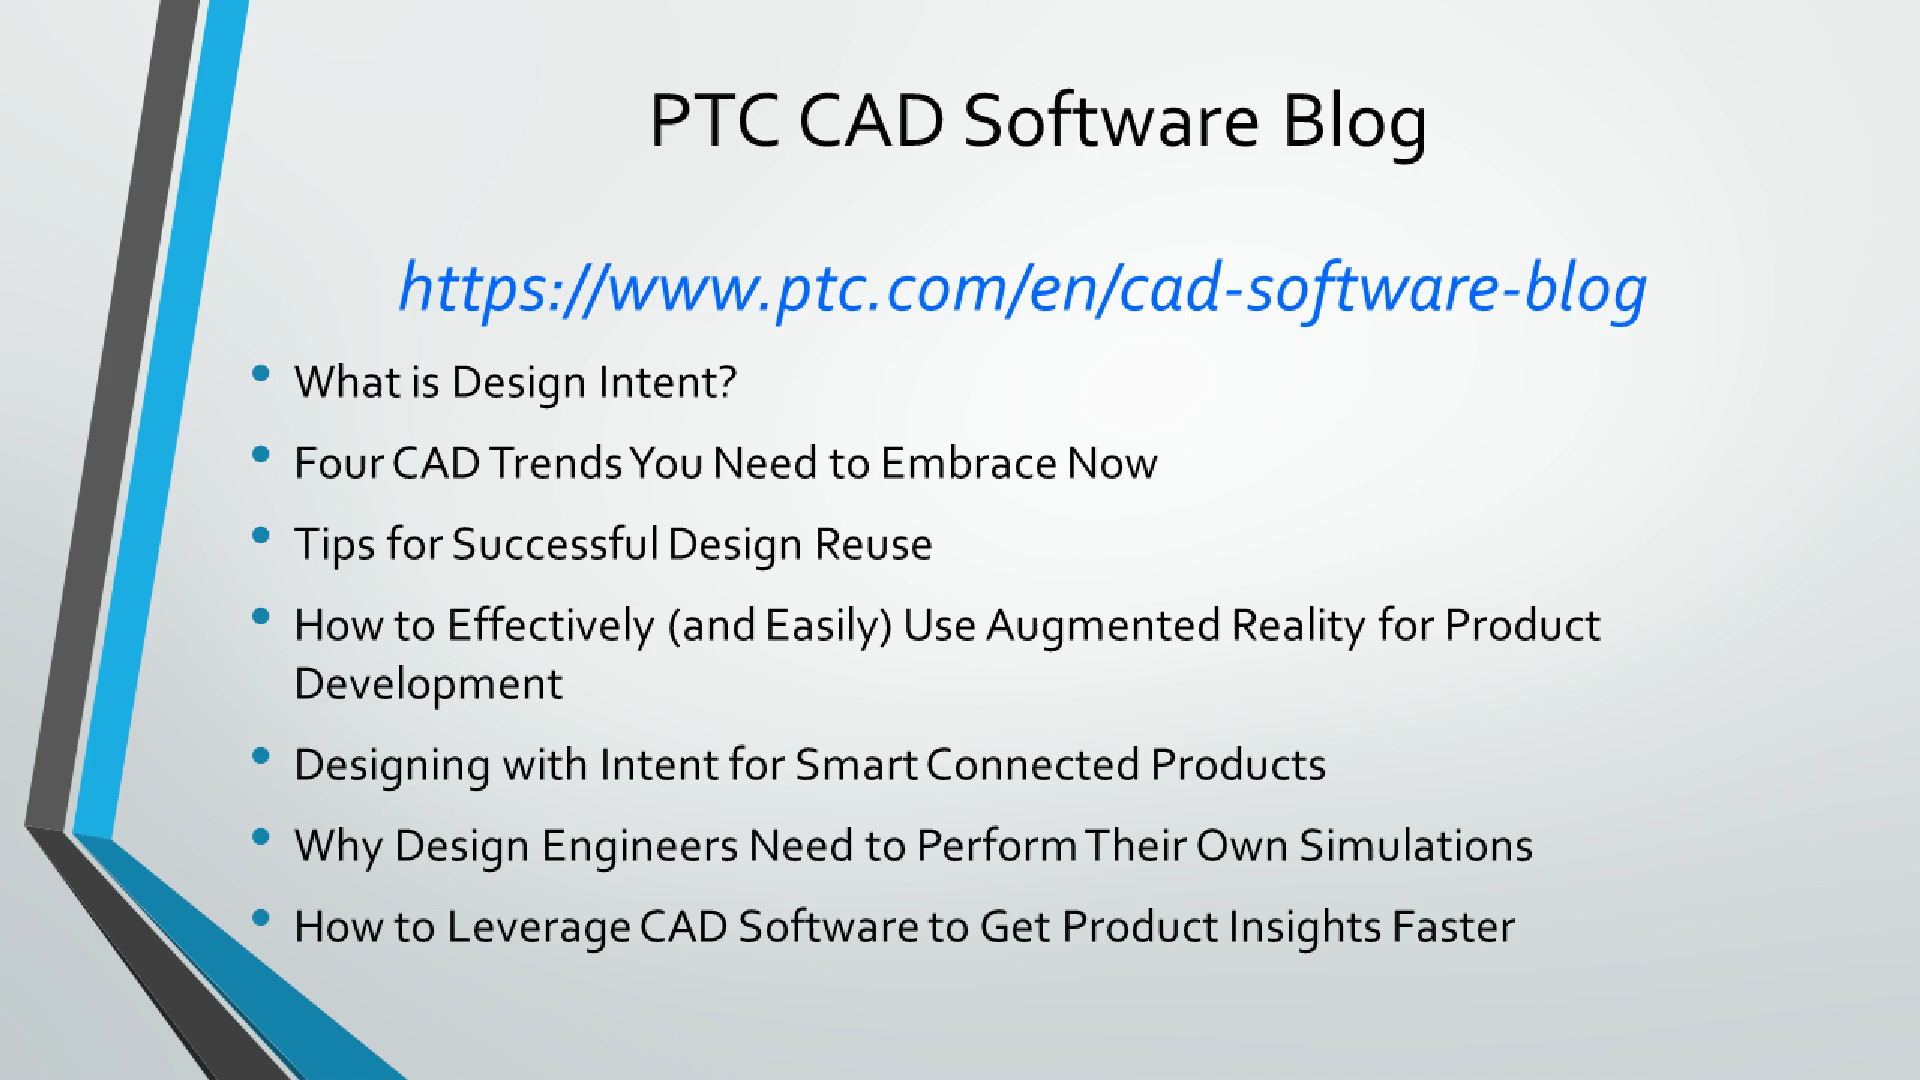 PTC CAD Software Blog
https://www.ptc.com/en/cad-software-blog
• What is Design Intent?
• Four CAD Trends You Need to Embrace Now
• Tips for Successful Design Reuse
• How to Effectively (and Easily) Use Augmented Reality for Product
Development
• Designing with Intent for Smart Connected Products
• Why Design Engineers Need to Perform Their Own Simulations
• How to Leverage CAD Software to Get Product Insights Faster